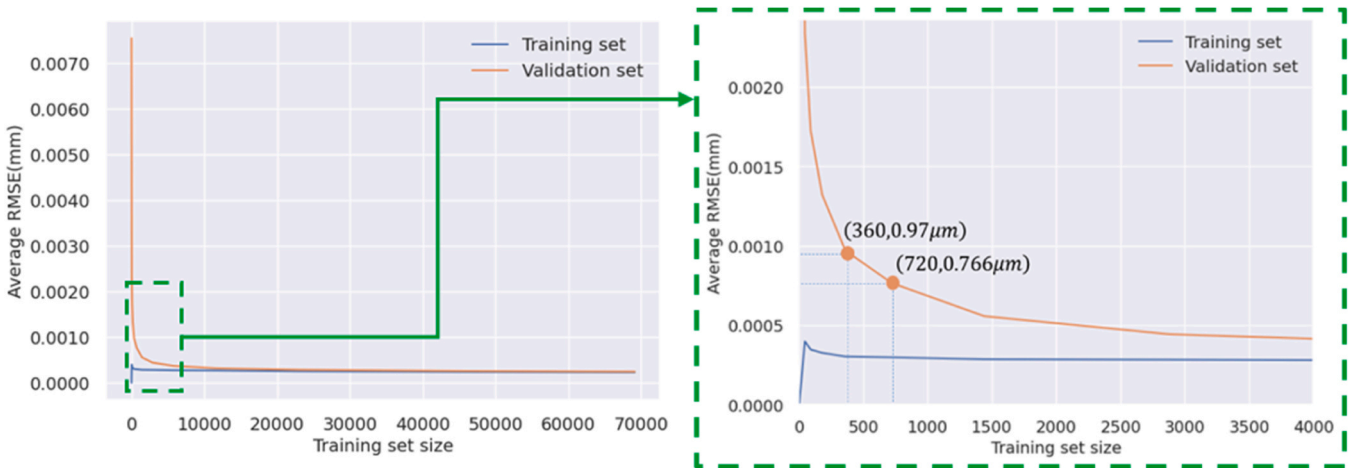 Training set
Validation set
0.0070
0.0060
0.0050
0.0040
0.0030
0.0020
0.0010
0.0000
Average RMSE(mm)
0 10000 20000 30000 40000 50000 60000 70000
Training set size
Training set
Validation set
0.0020
0.0015
0.0010
0.0005
0.0000
Average RMSE(mm)
(360,0.97μm)
(720,0.766μm)
0 500 1000 1500 2000 2500 3000 3500 4000
Training set size